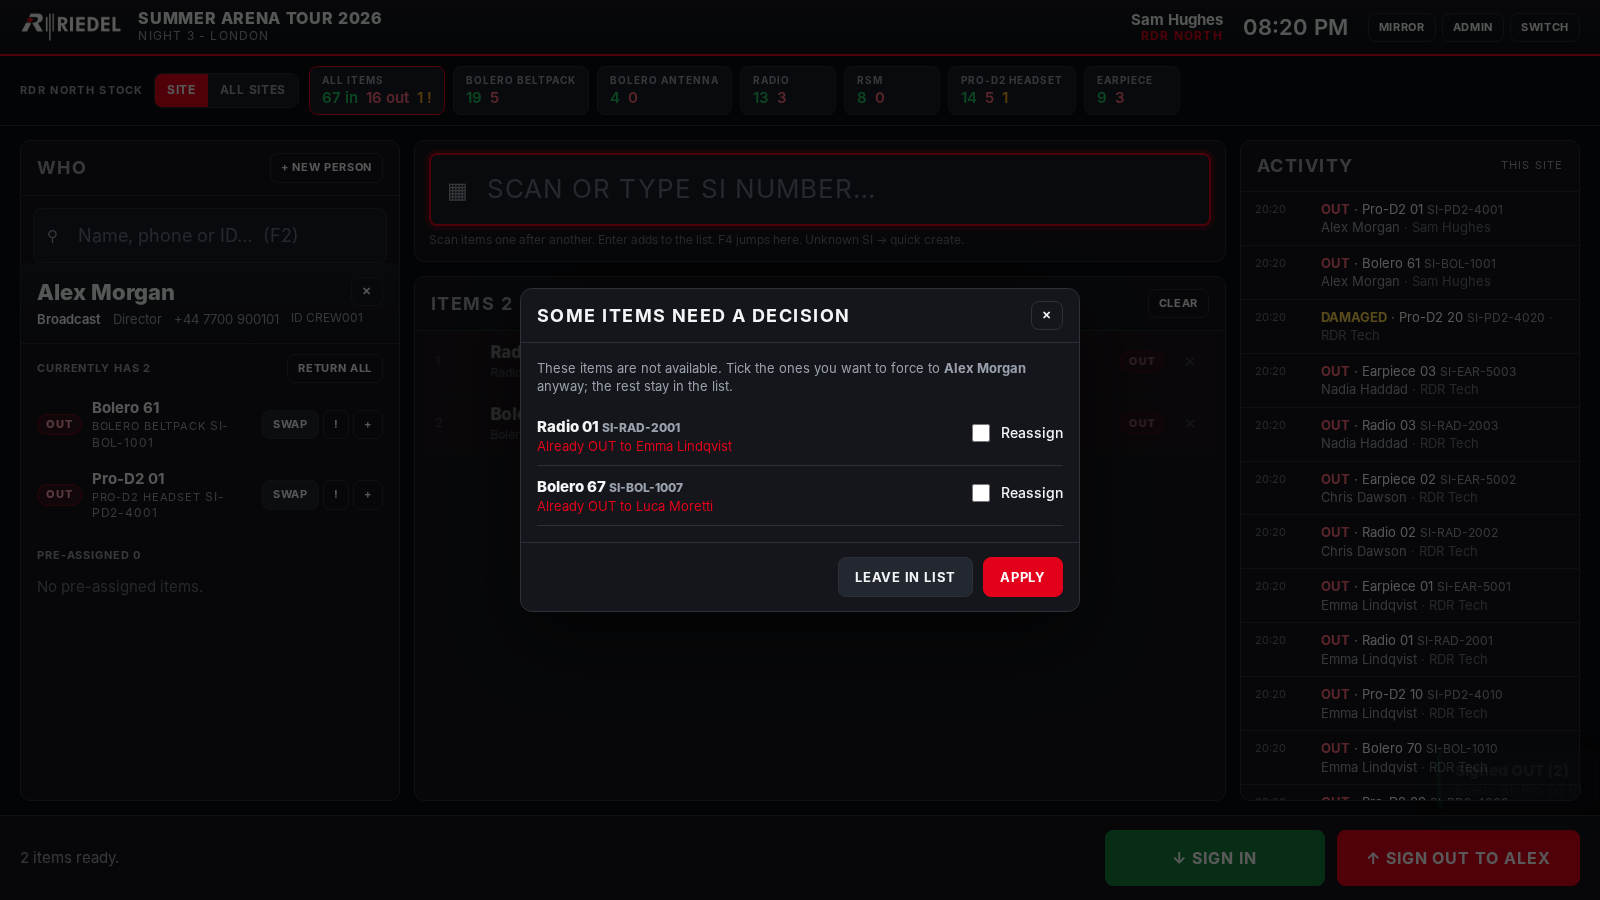 RIEDEL
SUMMER ARENA TOUR 2026
NIGHT 3 - LONDON
Sam Hughes
RDR NORTH
08:20 PM
MIRROR
ADMIN
SWITCH
RDR NORTH STOCK
SITE
ALL SITES
ALL ITEMS
67 in 16 out 1 !
BOLERO BELTPACK
19 5
BOLERO ANTENNA
4 0
RADIO
13 3
RSM
8 0
PRO-D2 HEADSET
14 5 1
EARPIECE
9 3
WHO
+ NEW PERSON
Name, phone or ID... (F2)
Alex Morgan
×
Broadcast Director +44 7700 900101 ID CREW001
CURRENTLY HAS 2
RETURN ALL
OUT
Bolero 61
BOLERO BELTPACK SI-
BOL-1001
SWAP
!
+
OUT
Pro-D2 01
PRO-D2 HEADSET SI-
PD2-4001
SWAP
!
+
PRE-ASSIGNED 0
No pre-assigned items.
SCAN OR TYPE SI NUMBER...
Scan items one after another. Enter adds to the list. F4 jumps here. Unknown SI → quick create.
ITEMS 2
CLEAR
1
OUT
×
2
OUT
×
SOME ITEMS NEED A DECISION
×
These items are not available. Tick the ones you want to force to Alex Morgan
anyway; the rest stay in the list.
Radio 01 SI-RAD-2001
Already OUT to Emma Lindqvist
Reassign
Bolero 67 SI-BOL-1007
Already OUT to Luca Moretti
Reassign
LEAVE IN LIST
APPLY
ACTIVITY
THIS SITE
20:20 OUT · Pro-D2 01 SI-PD2-4001
Alex Morgan · Sam Hughes
20:20 OUT · Bolero 61 SI-BOL-1001
Alex Morgan · Sam Hughes
20:20 DAMAGED · Pro-D2 20 SI-PD2-4020 ·
RDR Tech
20:20 OUT · Earpiece 03 SI-EAR-5003
Nadia Haddad · RDR Tech
20:20 OUT · Radio 03 SI-RAD-2003
Nadia Haddad · RDR Tech
20:20 OUT · Earpiece 02 SI-EAR-5002
Chris Dawson · RDR Tech
20:20 OUT · Radio 02 SI-RAD-2002
Chris Dawson · RDR Tech
20:20 OUT · Earpiece 01 SI-EAR-5001
Emma Lindqvist · RDR Tech
20:20 OUT · Radio 01 SI-RAD-2001
Emma Lindqvist · RDR Tech
20:20 OUT · Pro-D2 10 SI-PD2-4010
Emma Lindqvist · RDR Tech
20:20 OUT · Bolero 70 SI-BOL-1010
Emma Lindqvist · RDR Tech
Signed OUT (2)
2 items ready.
↓ SIGN IN
↑ SIGN OUT TO ALEX